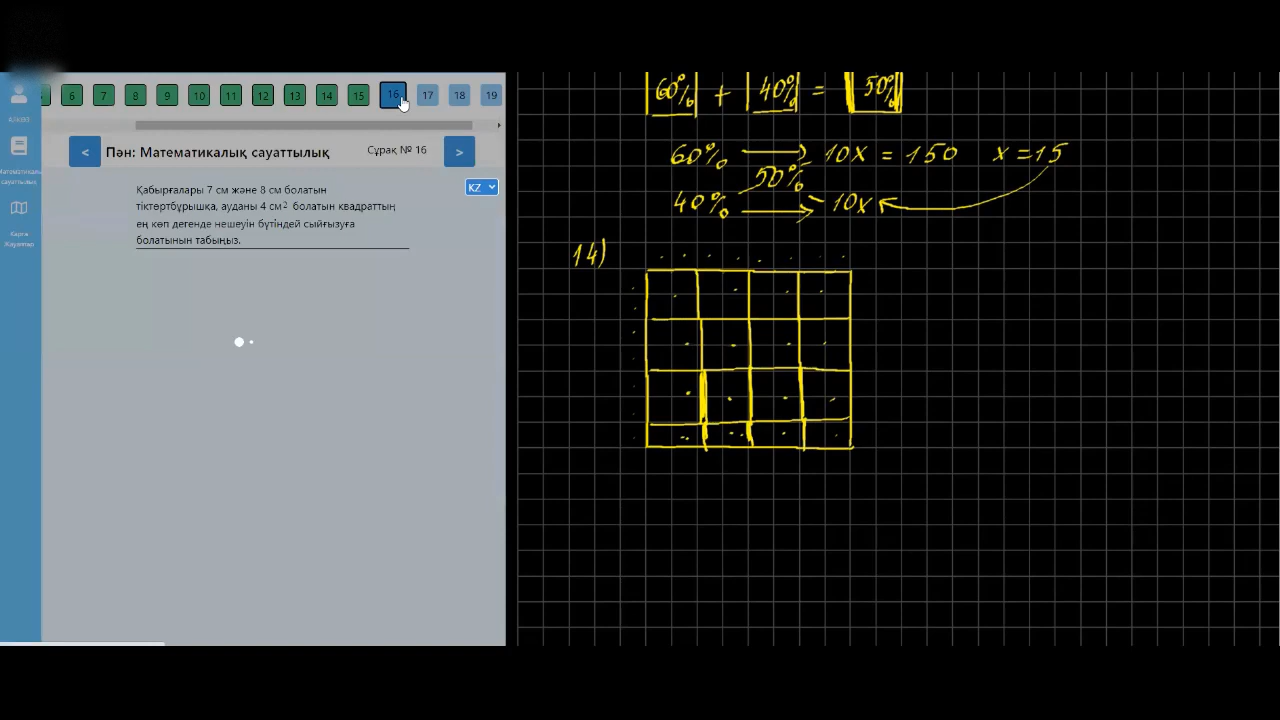 6 7 8 9 10 11 12 13 14 15 16 17 18 19
Пән: Математикалық сауаттылық
Сұрақ № 16
<
>
KZ
Қабырғалары 7 см және 8 см болатын
тіктөртбұрышқа, ауданы 4 см² болатын квадраттың
ең көп дегенде нешеуін бүтіндей сыйғызуға
болатынын табыңыз.
60% + 40% = 50%
60% → 10x = 150 x = 15
50%
40% → 10x
14)